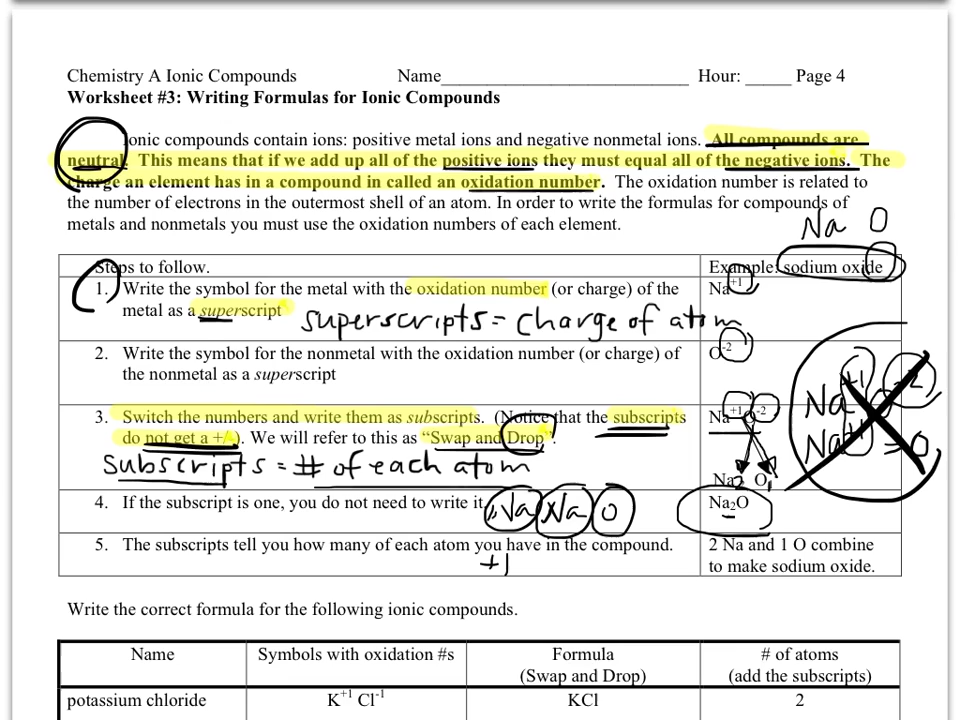 Chemistry A Ionic Compounds Name__________ Hour: _____ Page 4
Worksheet #3: Writing Formulas for Ionic Compounds
Ionic compounds contain ions: positive metal ions and negative nonmetal ions. All compounds are
neutral. This means that if we add up all of the positive ions they must equal all of the negative ions. The
charge an element has in a compound in called an oxidation number. The oxidation number is related to
the number of electrons in the outermost shell of an atom. In order to write the formulas for compounds of
metals and nonmetals you must use the oxidation numbers of each element.
Na O
Steps to follow.
Example: sodium oxide
1. Write the symbol for the metal with the oxidation number (or charge) of the
metal as a superscript
Na+1
superscripts = charge of atom
2. Write the symbol for the nonmetal with the oxidation number (or charge) of
the nonmetal as a superscript
O-2
3. Switch the numbers and write them as subscripts. (Notice that the subscripts
do not get a +/-). We will refer to this as “Swap and Drop”.
Subscripts = # of each atom
Na+1 O-2
Na2 O1
Na+1 -2
Na+1 = 0
4. If the subscript is one, you do not need to write it
Na Na O
Na2O
5. The subscripts tell you how many of each atom you have in the compound.
+1
2 Na and 1 O combine
to make sodium oxide.
Write the correct formula for the following ionic compounds.
Name Symbols with oxidation #s Formula (Swap and Drop) # of atoms (add the subscripts)
potassium chloride K+1 Cl-1 KCl 2